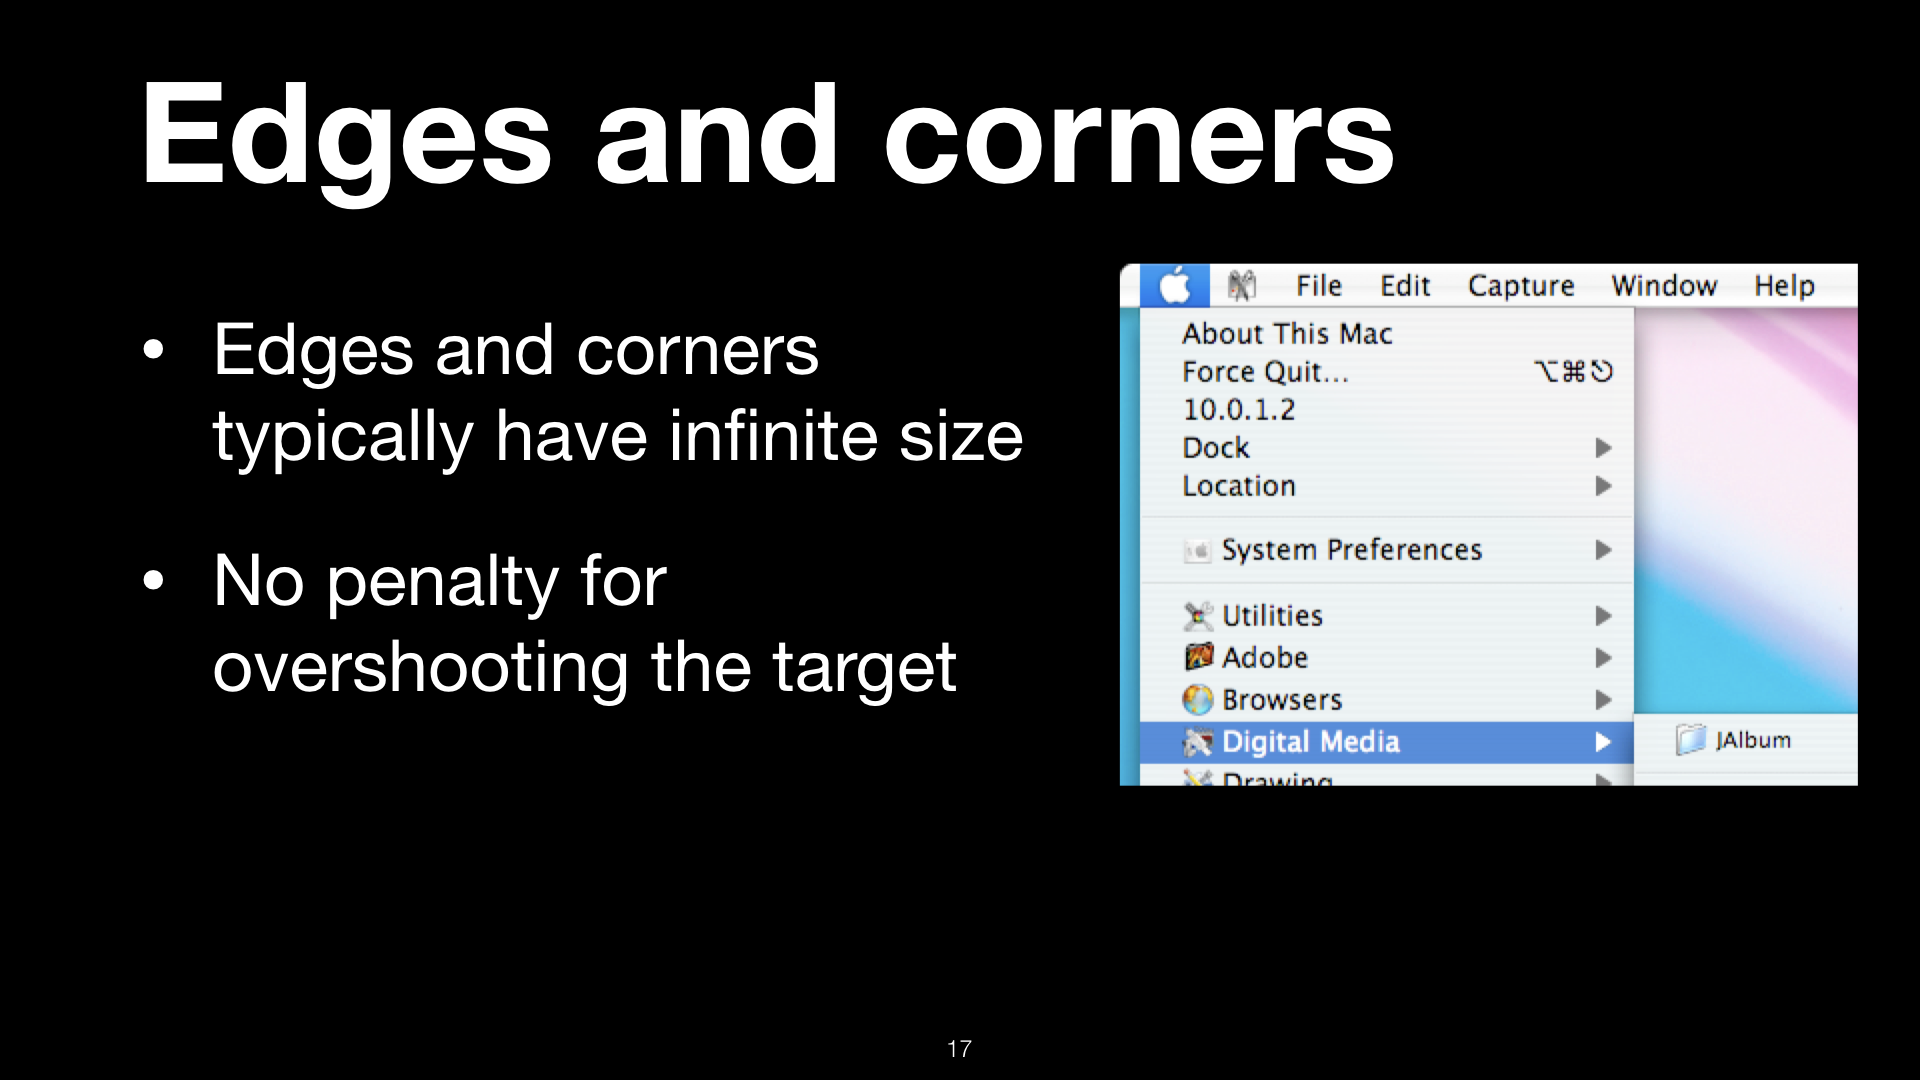 Edges and corners
• Edges and corners
typically have infinite size
• No penalty for
overshooting the target
File Edit Capture Window Help
About This Mac
Force Quit... ⌥⌘⎋
10.0.1.2
Dock
Location
System Preferences
Utilities
Adobe
Browsers
Digital Media
JAlbum
Drawing
17